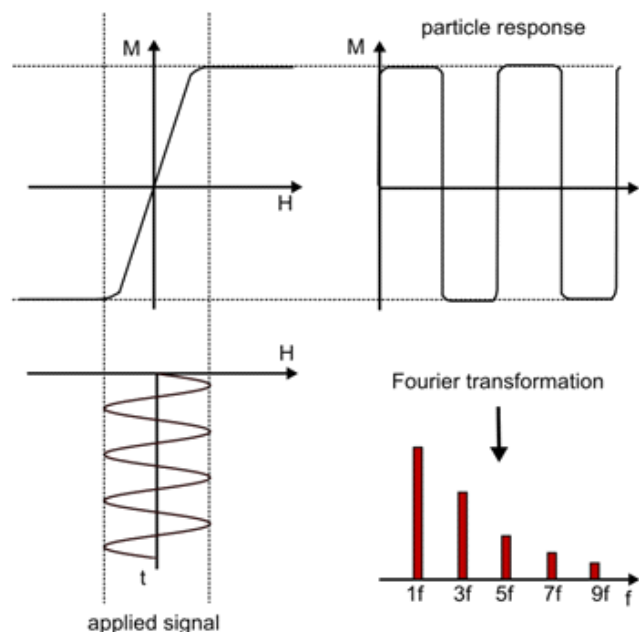 particle response
M
M
H
H
Fourier transformation
t
1f 3f 5f 7f 9f f
applied signal